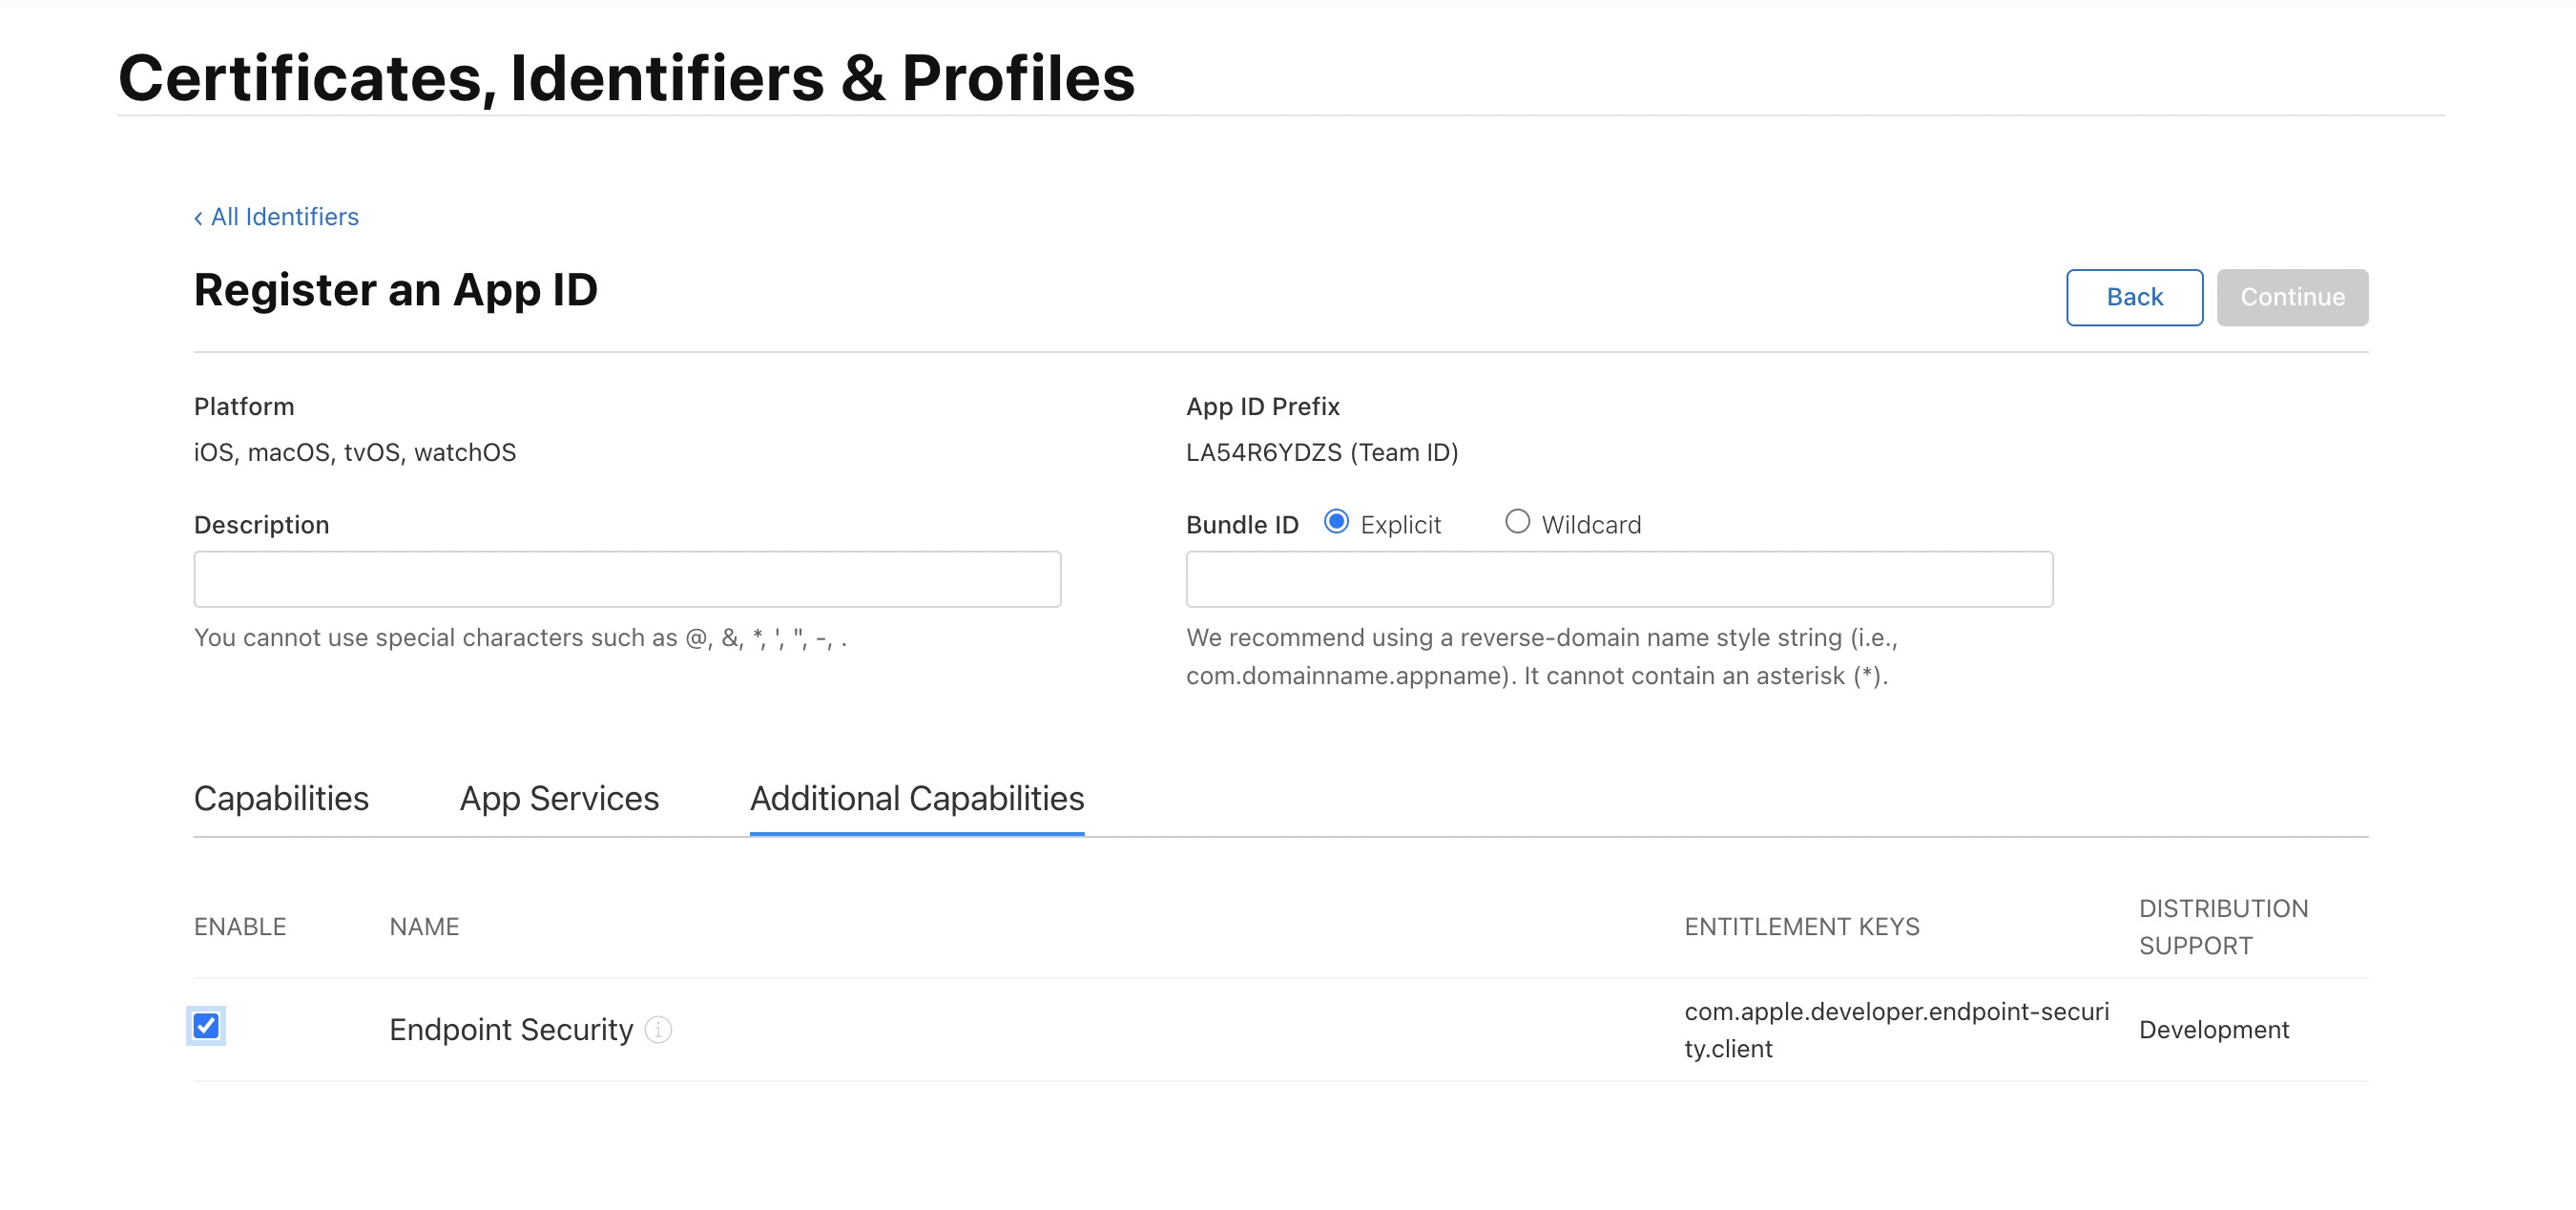 Certificates, Identifiers & Profiles
‹ All Identifiers
Register an App ID
Back
Continue
Platform
iOS, macOS, tvOS, watchOS
App ID Prefix
LA54R6YDZS (Team ID)
Description
You cannot use special characters such as @, &, *, ', ", -, .
Bundle ID
Explicit
Wildcard
We recommend using a reverse-domain name style string (i.e.,
com.domainname.appname). It cannot contain an asterisk (*).
Capabilities
App Services
Additional Capabilities
ENABLE
NAME
ENTITLEMENT KEYS
DISTRIBUTION
SUPPORT
Endpoint Security
com.apple.developer.endpoint-securi
ty.client
Development